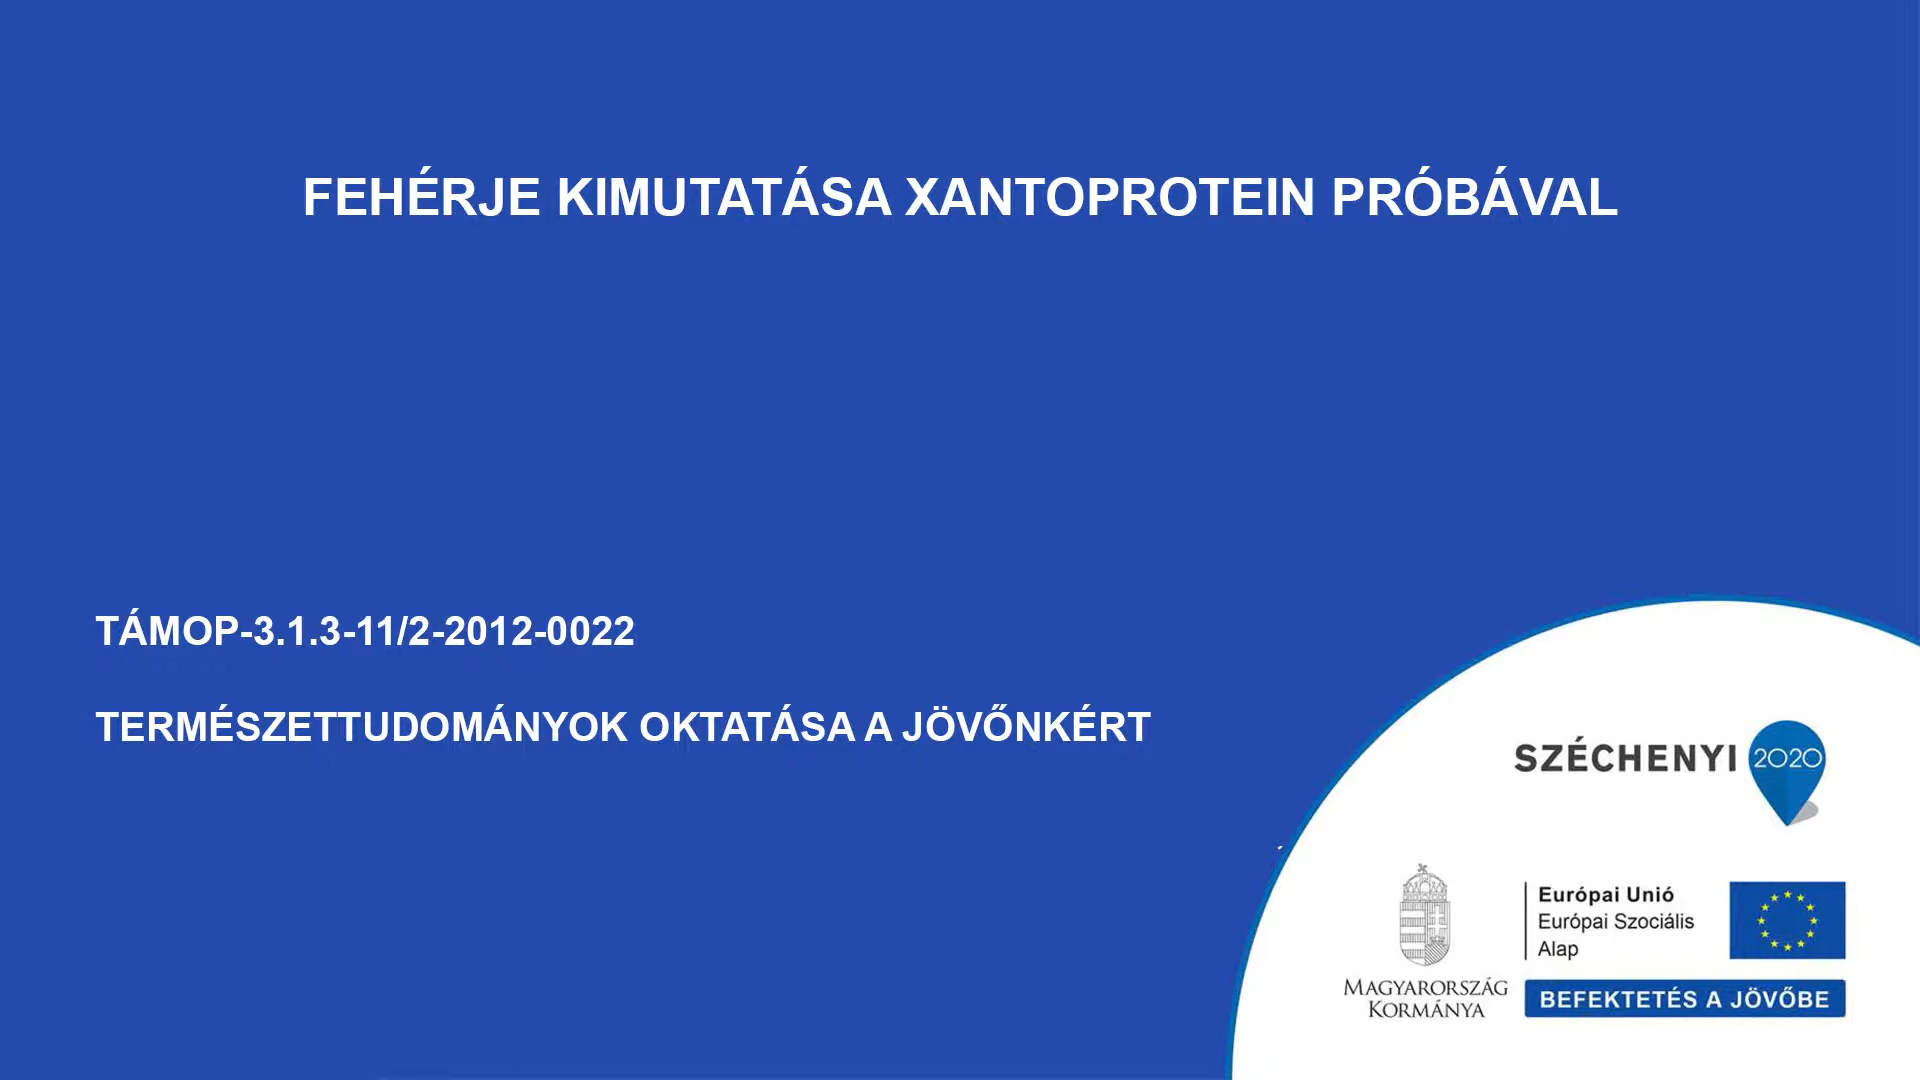 FEHÉRJE KIMUTATÁSA XANTOPROTEIN PRÓBÁVAL
TÁMOP-3.1.3-11/2-2012-0022
TERMÉSZETTUDOMÁNYOK OKTATÁSA A JÖVŐNKÉRT
SZÉCHENYI 2020
Európai Unió
Európai Szociális
Alap
MAGYARORSZÁG
KORMÁNYA
BEFEKTETÉS A JÖVŐBE